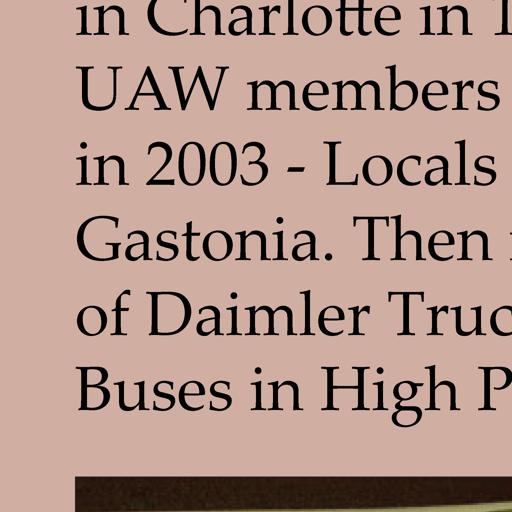 in Charlotte in
UAW members
in 2003 - Locals
Gastonia. Then
of Daimler Truc
Buses in High P